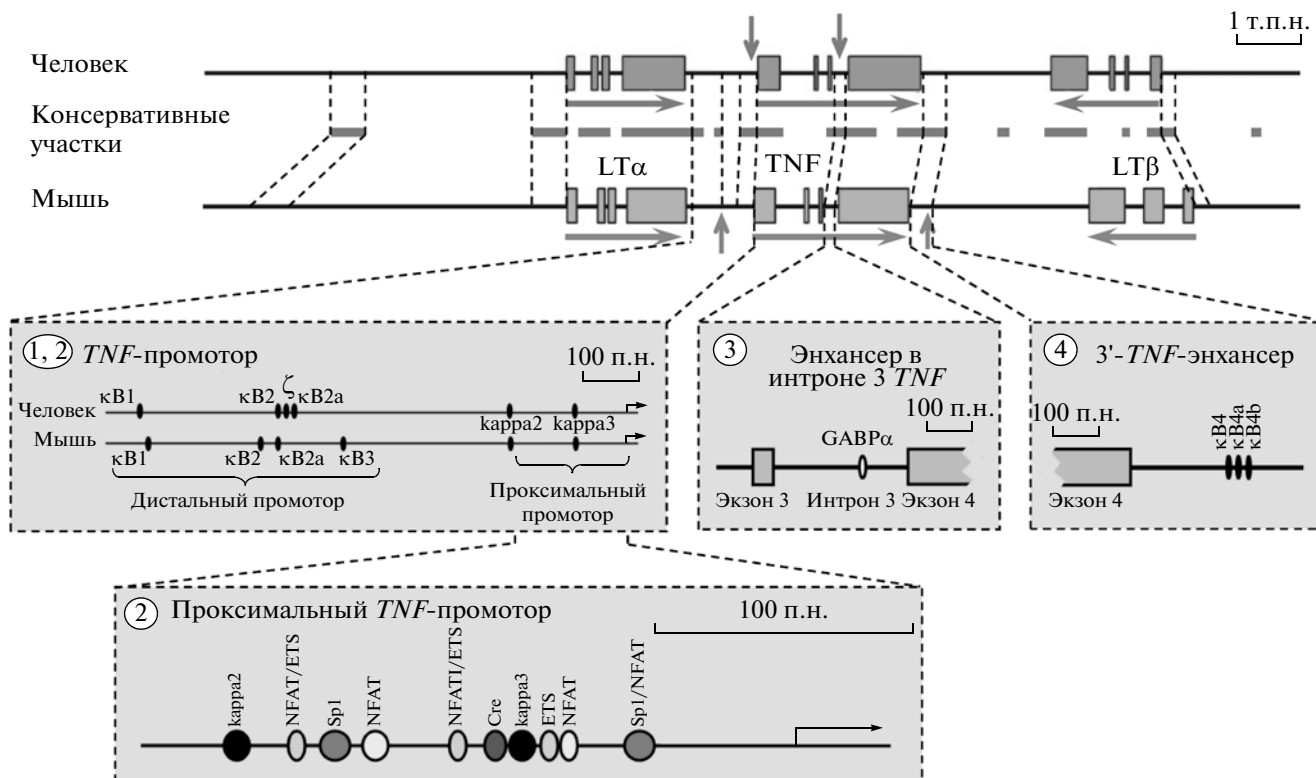 1 т.п.н.
Человек
Консервативные
участки
LTα
TNF
LTβ
Мышь
1, 2
TNF-промотор
100 п.н.
κB1
κB2
ζ
κB2a
Человек
kappa2
kappa3
Мышь
κB1
κB2
κB2a
κB3
Дистальный промотор
Проксимальный
промотор
3
Энхансер в
интроне 3 TNF
100 п.н.
GABPα
Экзон 3
Интрон 3
Экзон 4
4
3'-TNF-энхансер
100 п.н.
κB4
κB4a
κB4b
Экзон 4
2
Проксимальный TNF-промотор
100 п.н.
kappa2
NFAT/ETS
Sp1
NFAT
NFATI/ETS
Cre
kappa3
ETS
NFAT
Sp1/NFAT